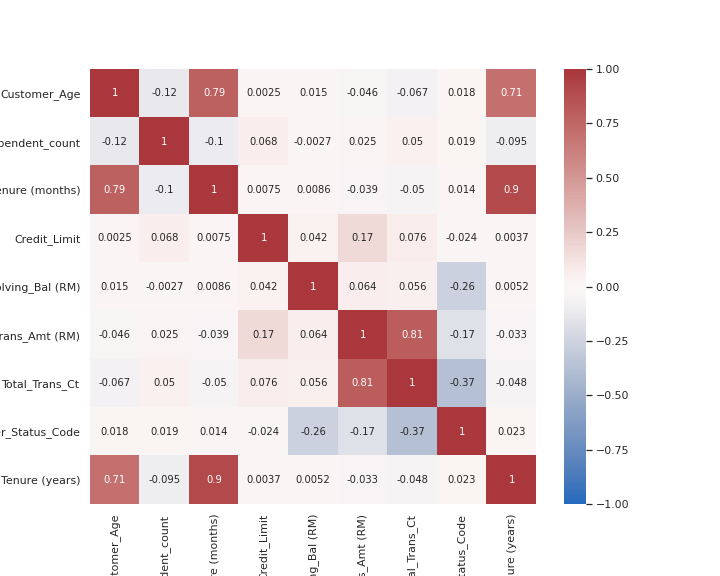 Customer_Age 1 -0.12 0.79 0.0025 0.015 -0.046 -0.067 0.018 0.71
pendent_count -0.12 1 -0.1 0.068 -0.0027 0.025 0.05 0.019 -0.095
enure (months) 0.79 -0.1 1 0.0075 0.0086 -0.039 -0.05 0.014 0.9
Credit_Limit 0.0025 0.068 0.0075 1 0.042 0.17 0.076 -0.024 0.0037
olving_Bal (RM) 0.015 -0.0027 0.0086 0.042 1 0.064 0.056 -0.26 0.0052
rans_Amt (RM) -0.046 0.025 -0.039 0.17 0.064 1 0.81 -0.17 -0.033
Total_Trans_Ct -0.067 0.05 -0.05 0.076 0.056 0.81 1 -0.37 -0.048
er_Status_Code 0.018 0.019 0.014 -0.024 -0.26 -0.17 -0.37 1 0.023
Tenure (years) 0.71 -0.095 0.9 0.0037 0.0052 -0.033 -0.048 0.023 1
tomer_Age
dent_count
re (months)
Credit_Limit
ng_Bal (RM)
s_Amt (RM)
al_Trans_Ct
tatus_Code
ure (years)
1.00
0.75
0.50
0.25
0.00
−0.25
−0.50
−0.75
−1.00